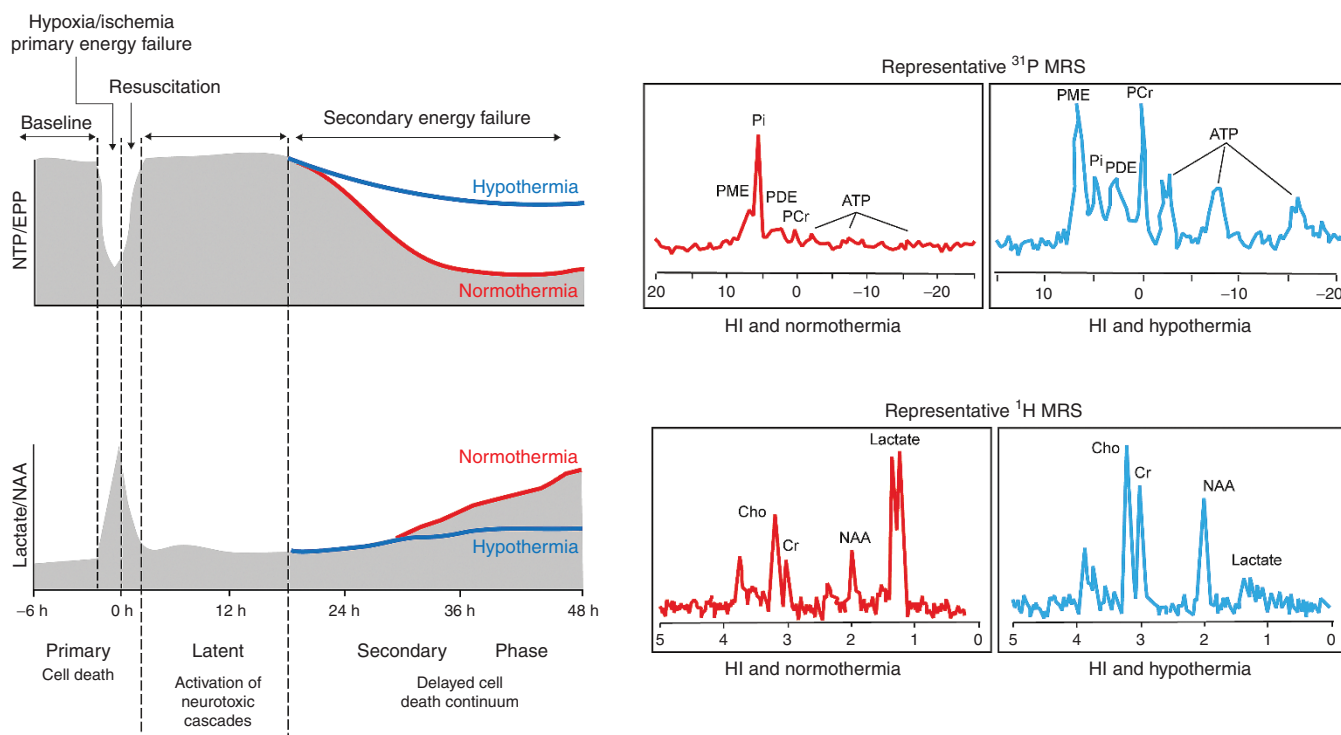 Hypoxia/ischemia
primary energy failure
Resuscitation
Baseline
Secondary energy failure
Hypothermia
Normothermia
NTP/EPP
Normothermia
Hypothermia
Lactate/NAA
–6 h 0 h 12 h 24 h 36 h 48 h
Primary Latent Secondary Phase
Cell death
Activation of
neurotoxic
cascades
Delayed cell
death continuum
Representative ³¹P MRS
Pi
PME
PDE
PCr
ATP
20 10 5 0 –10 –20
HI and normothermia
PME
PCr
Pi
PDE
ATP
10 0 –10 –20
HI and hypothermia
Representative ¹H MRS
Lactate
Cho
Cr
NAA
5 4 3 2 1 0
HI and normothermia
Cho
Cr
NAA
Lactate
5 4 3 2 1 0
HI and hypothermia